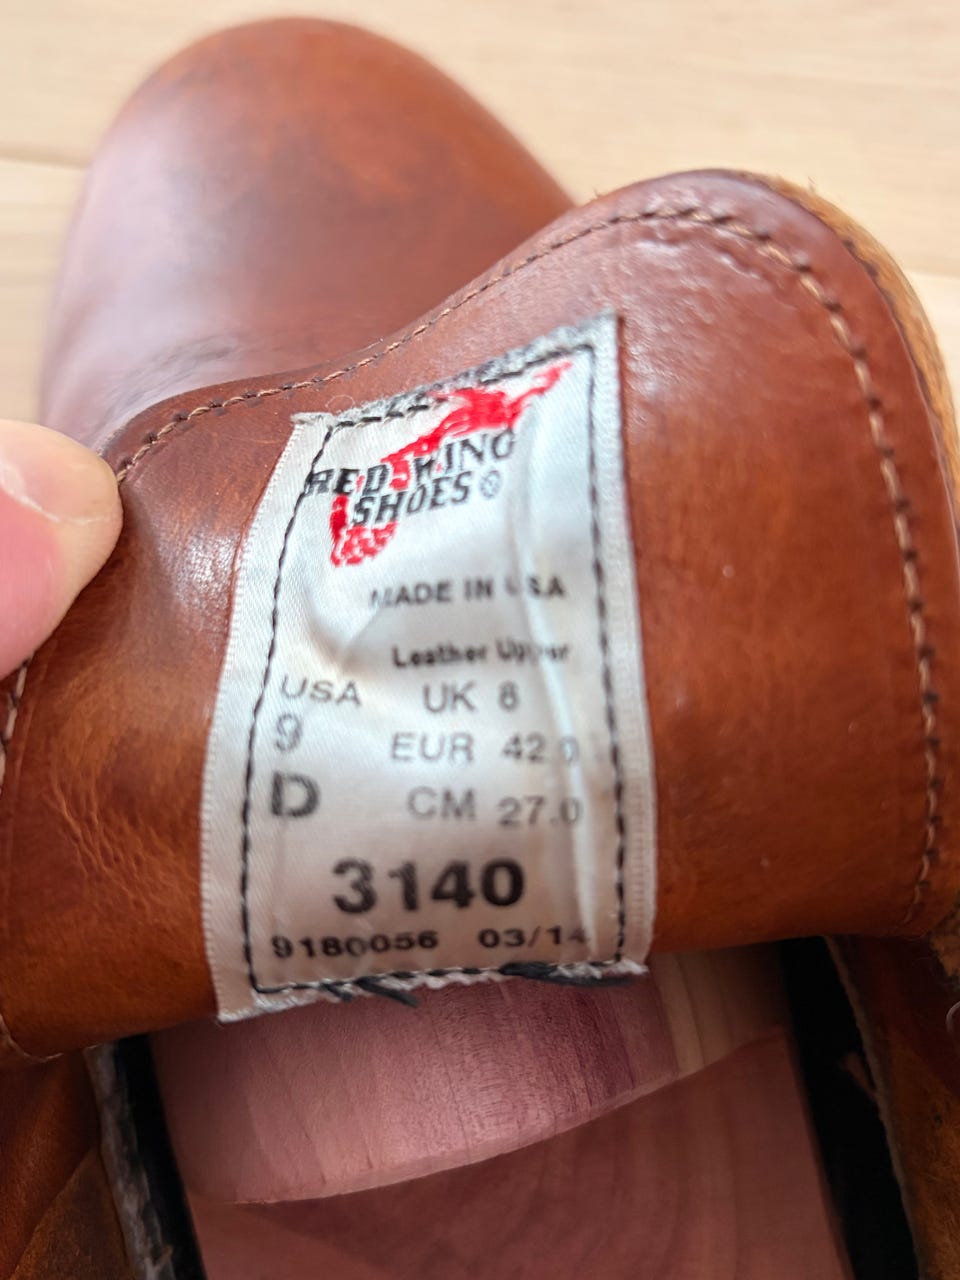 RED WING
SHOES ®
MADE IN USA
Leather Upper
USA
9
D
UK 8
EUR 42.0
CM 27.0
3140
9180056 03/14